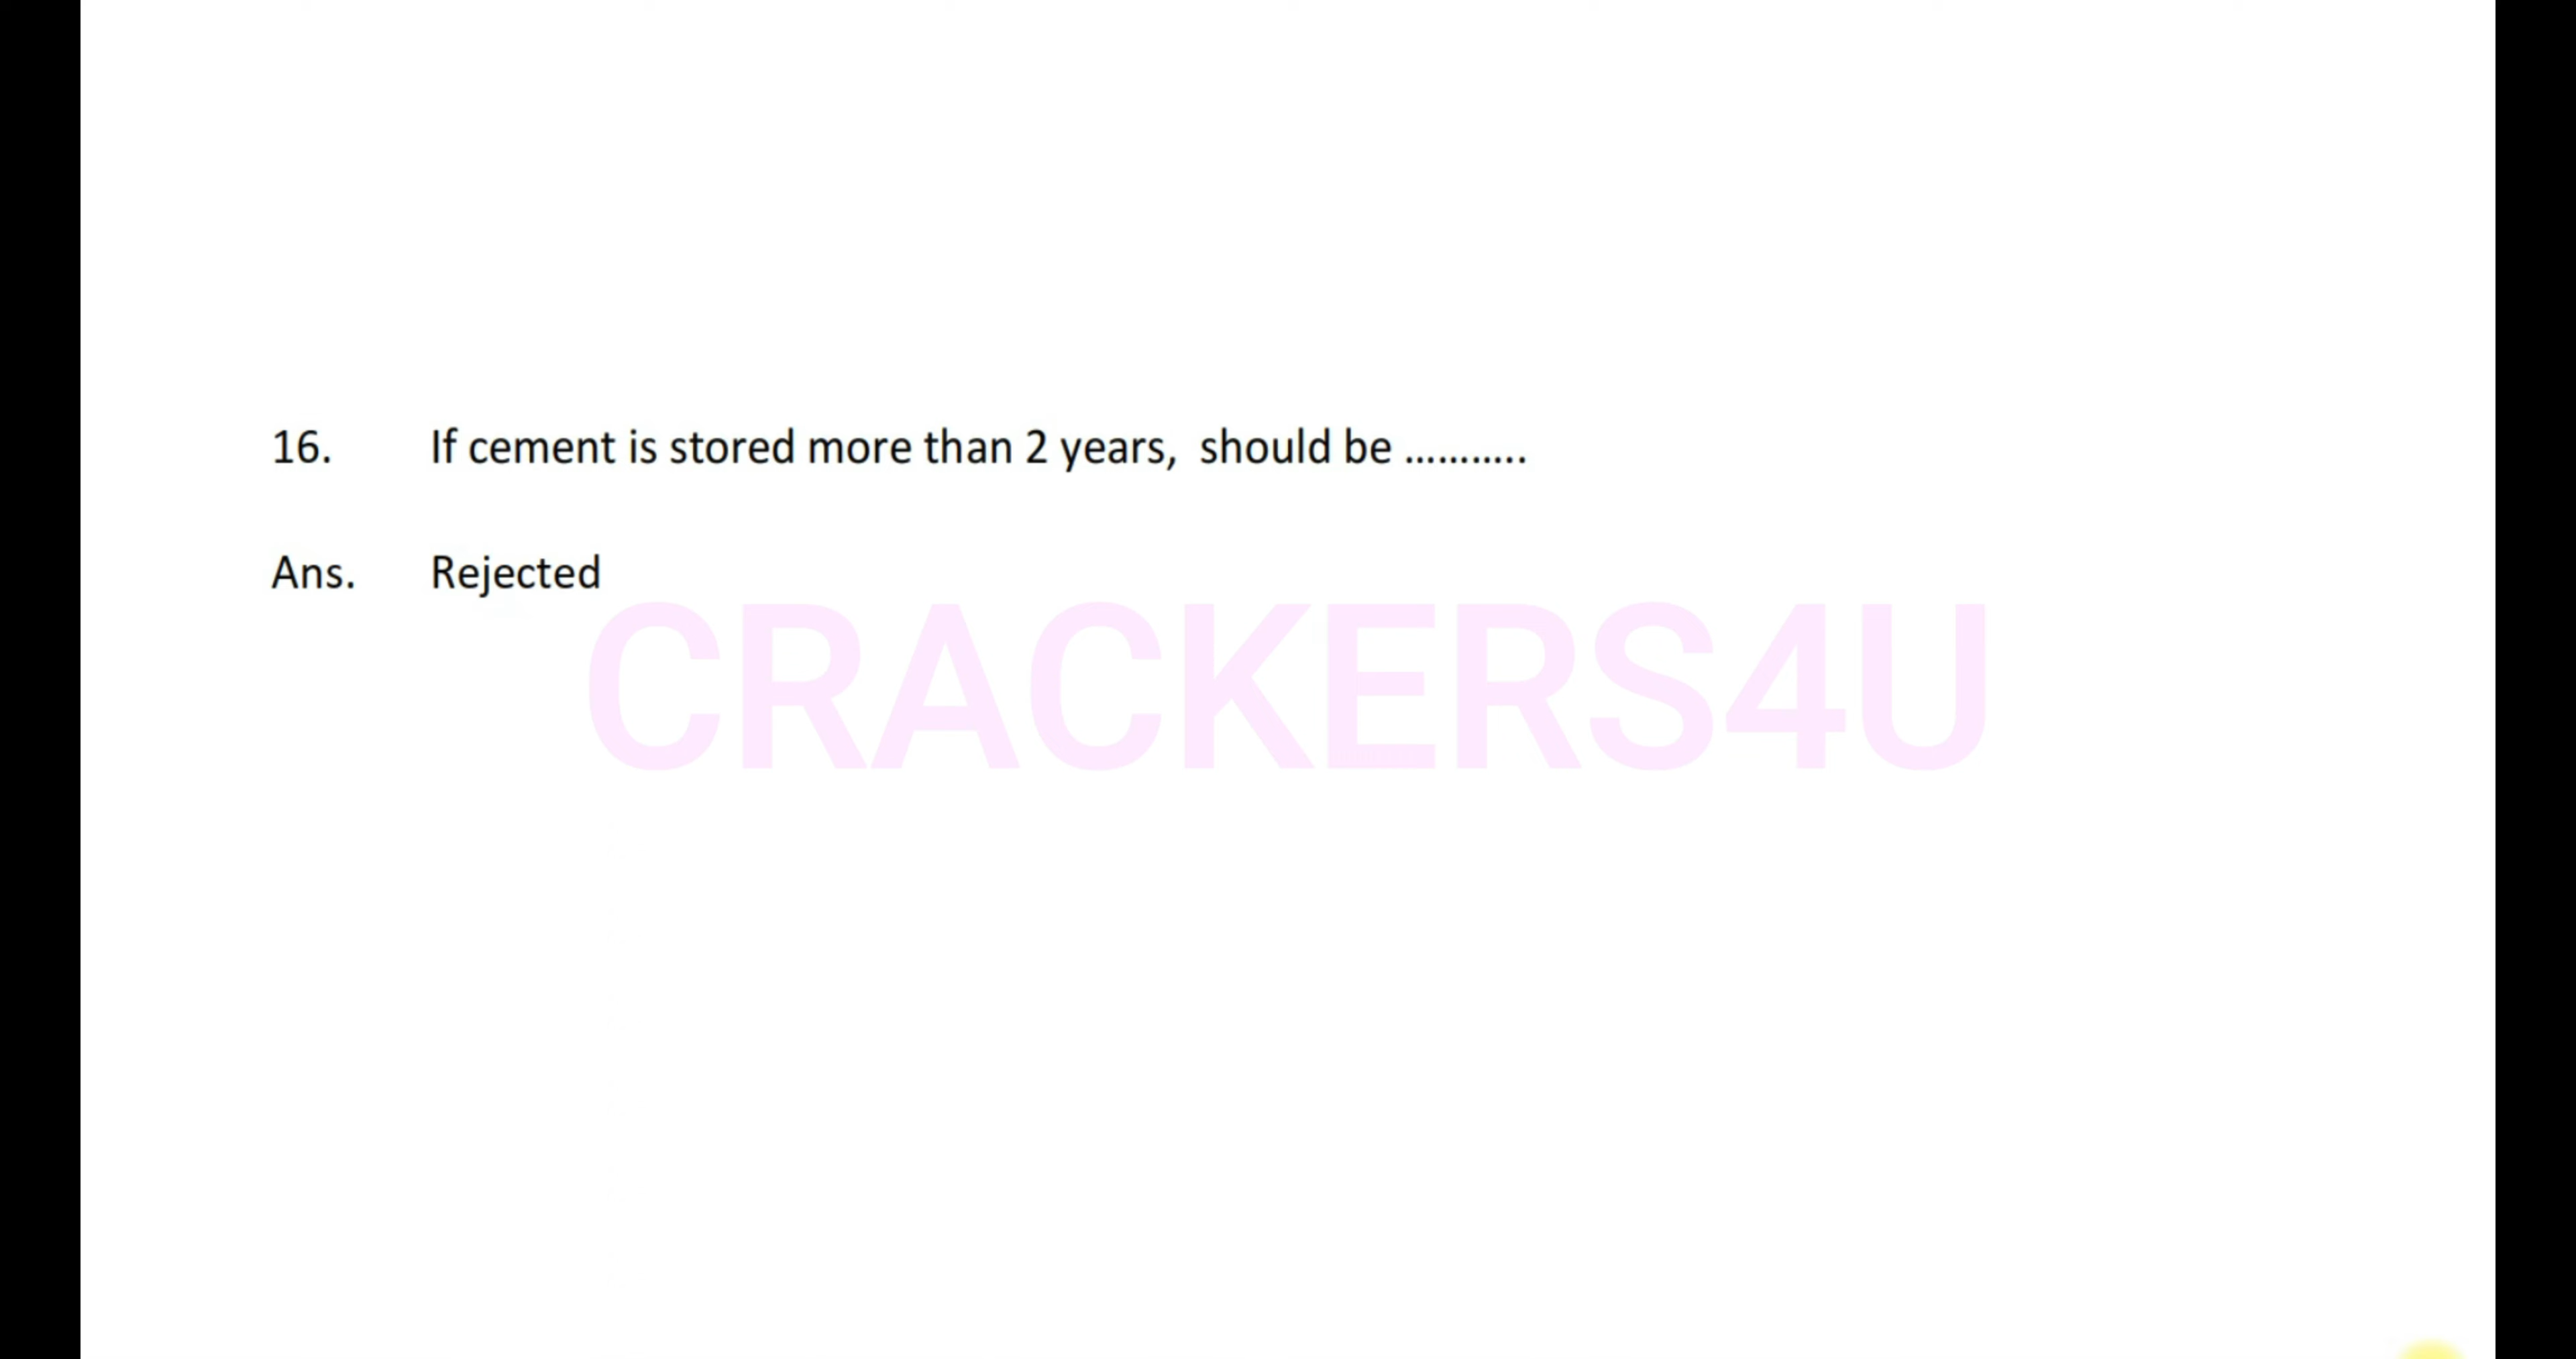 16. If cement is stored more than 2 years, should be ...........
Ans. Rejected
CRACKERS4U